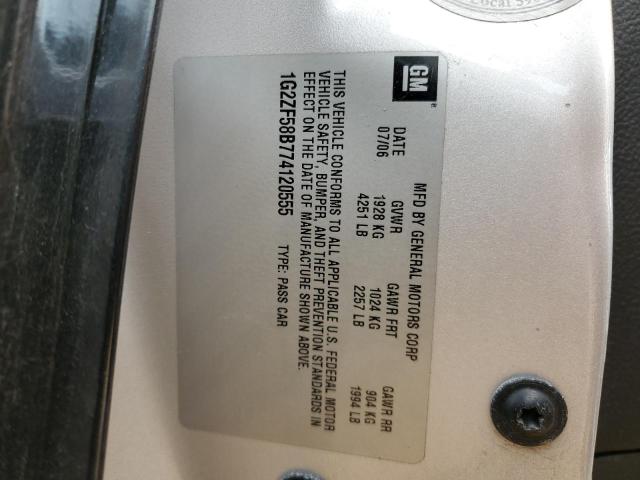 GM
MFD BY GENERAL MOTORS CORP
DATE GVWR GAWR FRT GAWR RR
07/06 1928 KG 1024 KG 904 KG
4251 LB 2257 LB 1994 LB
THIS VEHICLE CONFORMS TO ALL APPLICABLE U.S. FEDERAL MOTOR
VEHICLE SAFETY, BUMPER, AND THEFT PREVENTION STANDARDS IN
EFFECT ON THE DATE OF MANUFACTURE SHOWN ABOVE.
1G2ZF58B774120555 TYPE: PASS CAR
Local